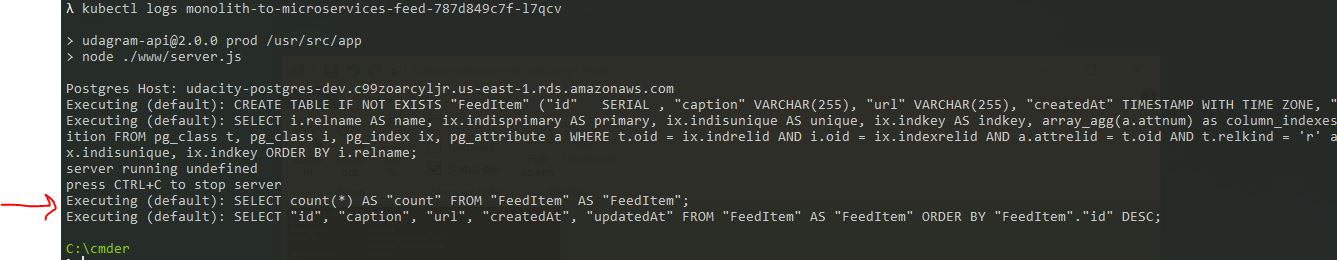 λ kubectl logs monolith-to-microservices-feed-787d849c7f-l7qcv
> udagram-api@2.0.0 prod /usr/src/app
> node ./www/server.js
Postgres Host: udacity-postgres-dev.c99zoarcyljr.us-east-1.rds.amazonaws.com
Executing (default): CREATE TABLE IF NOT EXISTS "FeedItem" ("id"   SERIAL , "caption" VARCHAR(255), "url" VARCHAR(255), "createdAt" TIMESTAMP WITH TIME ZONE, "
Executing (default): SELECT i.relname AS name, ix.indisprimary AS primary, ix.indisunique AS unique, ix.indkey AS indkey, array_agg(a.attnum) as column_indexes
ition FROM pg_class t, pg_class i, pg_index ix, pg_attribute a WHERE t.oid = ix.indrelid AND i.oid = ix.indexrelid AND a.attrelid = t.oid AND t.relkind = 'r' a
x.indisunique, ix.indkey ORDER BY i.relname;
server running undefined
press CTRL+C to stop server
Executing (default): SELECT count(*) AS "count" FROM "FeedItem" AS "FeedItem";
Executing (default): SELECT "id", "caption", "url", "createdAt", "updatedAt" FROM "FeedItem" AS "FeedItem" ORDER BY "FeedItem"."id" DESC;
C:\cmder